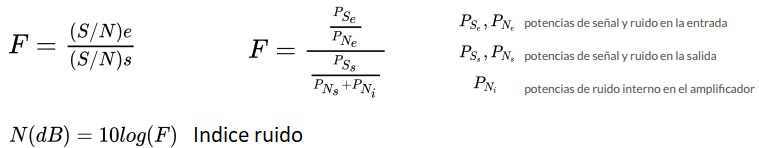 F = (S/N)e / (S/N)s
F = (P_{S_e} / P_{N_e}) / (P_{S_s} / (P_{N_s} + P_{N_i}))
P_{S_e}, P_{N_e} potencias de señal y ruido en la entrada
P_{S_s}, P_{N_s} potencias de señal y ruido en la salida
P_{N_i} potencias de ruido interno en el amplificador
N(dB) = 10log(F) Indice ruido